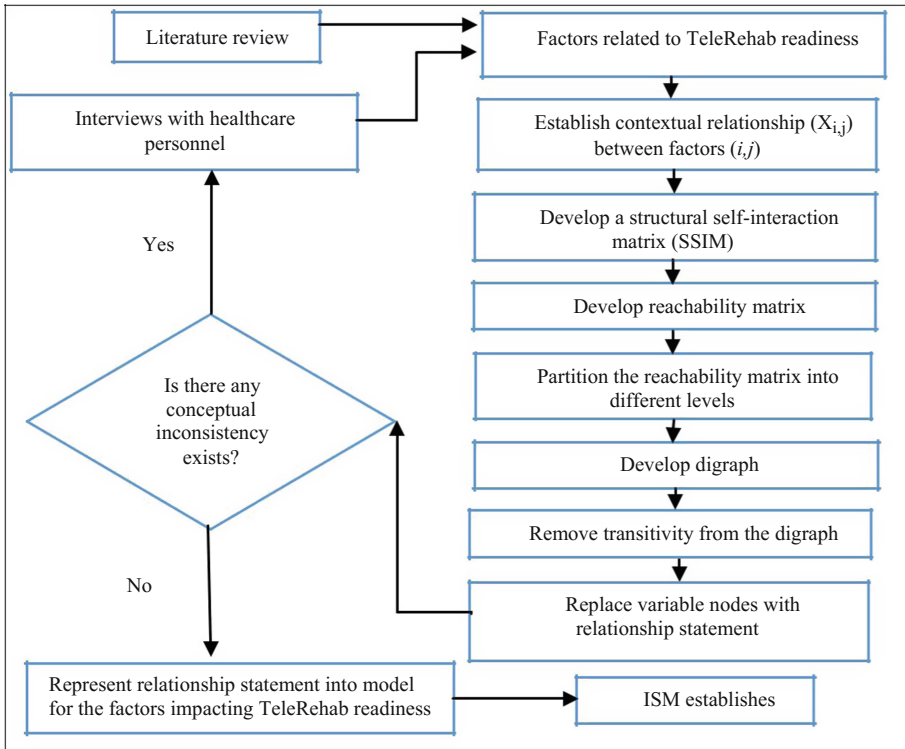 Literature review
Factors related to TeleRehab readiness
Interviews with healthcare
personnel
Establish contextual relationship (Xi,j)
between factors (i,j)
Develop a structural self-interaction
matrix (SSIM)
Yes
Develop reachability matrix
Partition the reachability matrix into
different levels
Is there any
conceptual
inconsistency
exists?
Develop digraph
Remove transitivity from the digraph
No
Replace variable nodes with
relationship statement
Represent relationship statement into model
for the factors impacting TeleRehab readiness
ISM establishes